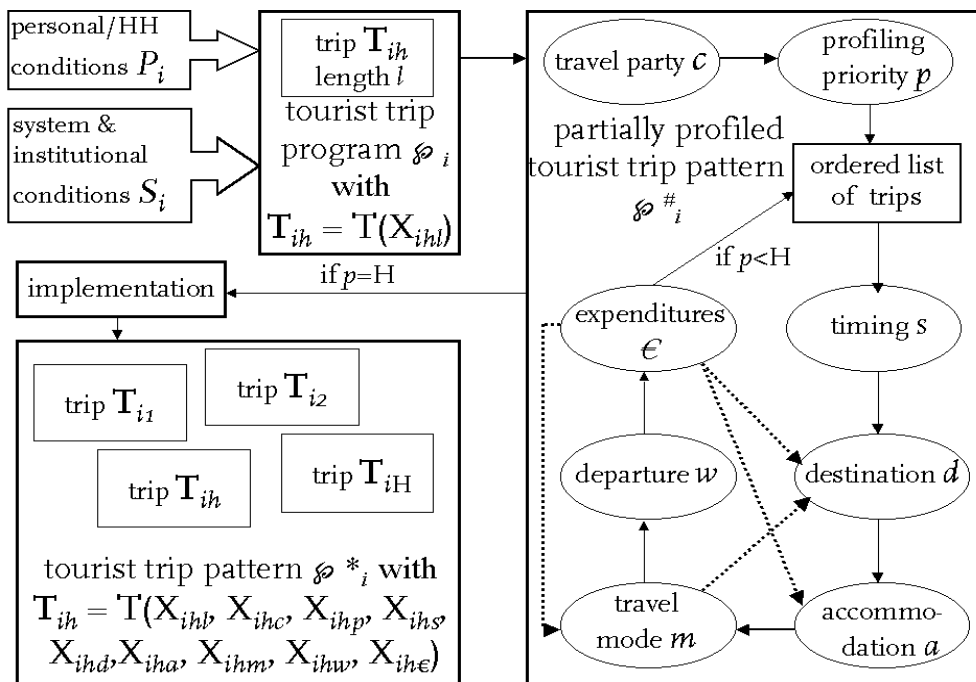 personal/HH
conditions P_i
system &
institutional
conditions S_i
trip T_ih
length l
tourist trip
program ℘_i
with
T_ih = T(X_ihl)
travel party c
profiling
priority p
partially profiled
tourist trip pattern
℘^#_i
ordered list
of trips
if p<H
if p=H
implementation
expenditures
€
timing s
departure w
destination d
travel
mode m
accommo-
dation a
trip T_i1
trip T_i2
trip T_ih
trip T_iH
tourist trip pattern ℘*_i with
T_ih = T(X_ihl, X_ihc, X_ihp, X_ihs,
X_ihd,X_iha, X_ihm, X_ihw, X_ih€)